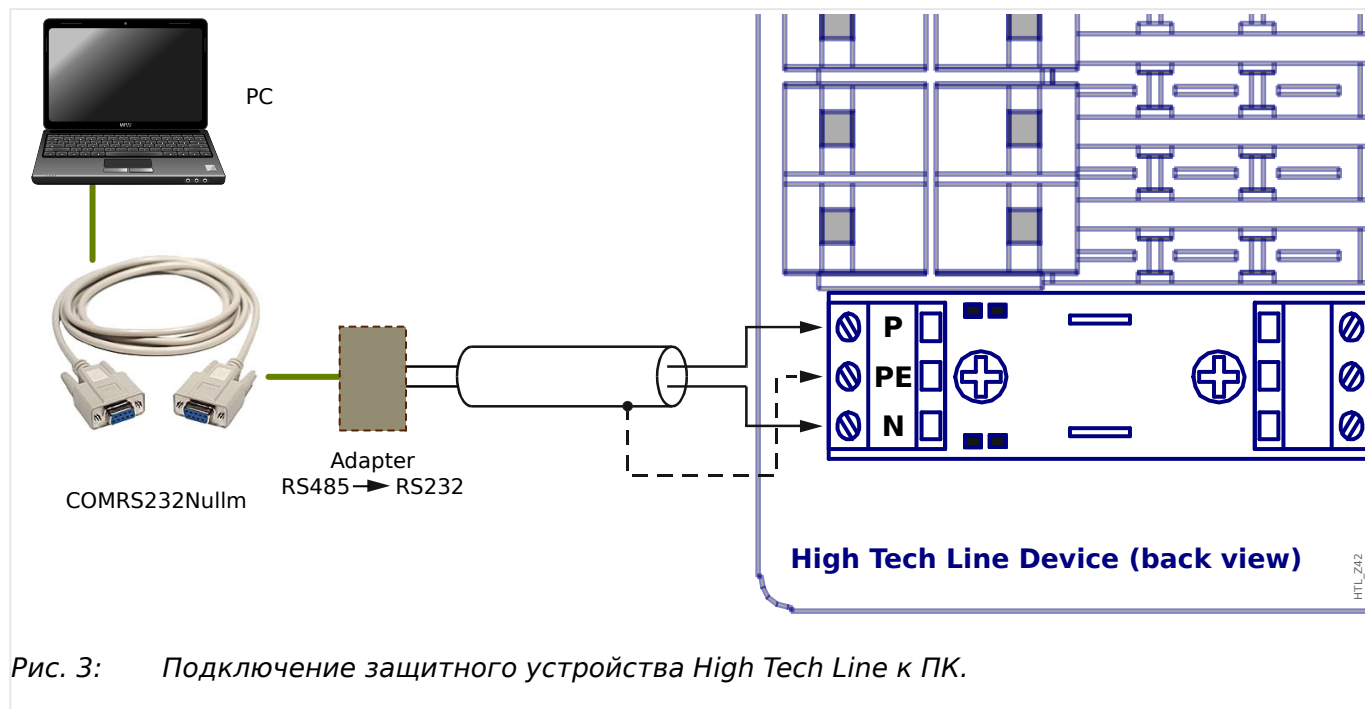 PC
P
PE
N
Adapter
RS485 RS232
COMRS232Nullm
High Tech Line Device (back view)
HTL_Z42
Рис. 3: Подключение защитного устройства High Tech Line к ПК.